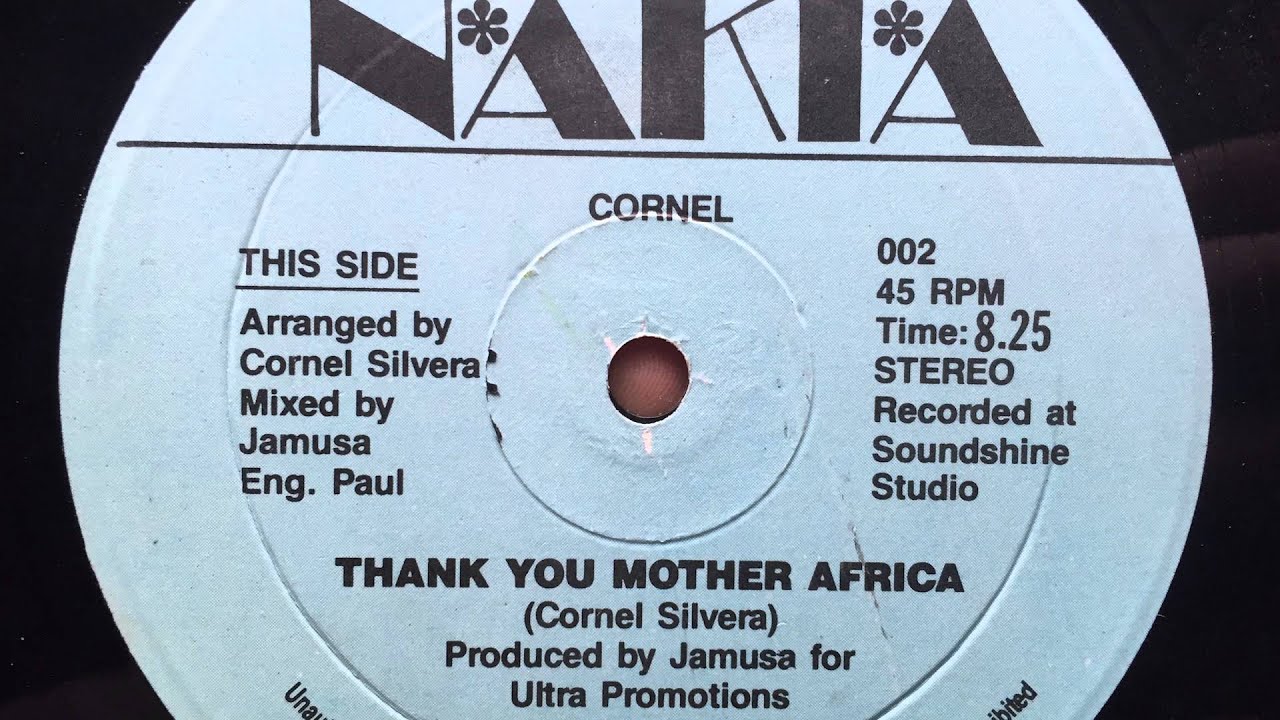 NAKIA
CORNEL
THIS SIDE
Arranged by
Cornel Silvera
Mixed by
Jamusa
Eng. Paul
002
45 RPM
Time: 8.25
STEREO
Recorded at
Soundshine
Studio
THANK YOU MOTHER AFRICA
(Cornel Silvera)
Produced by Jamusa for
Ultra Promotions